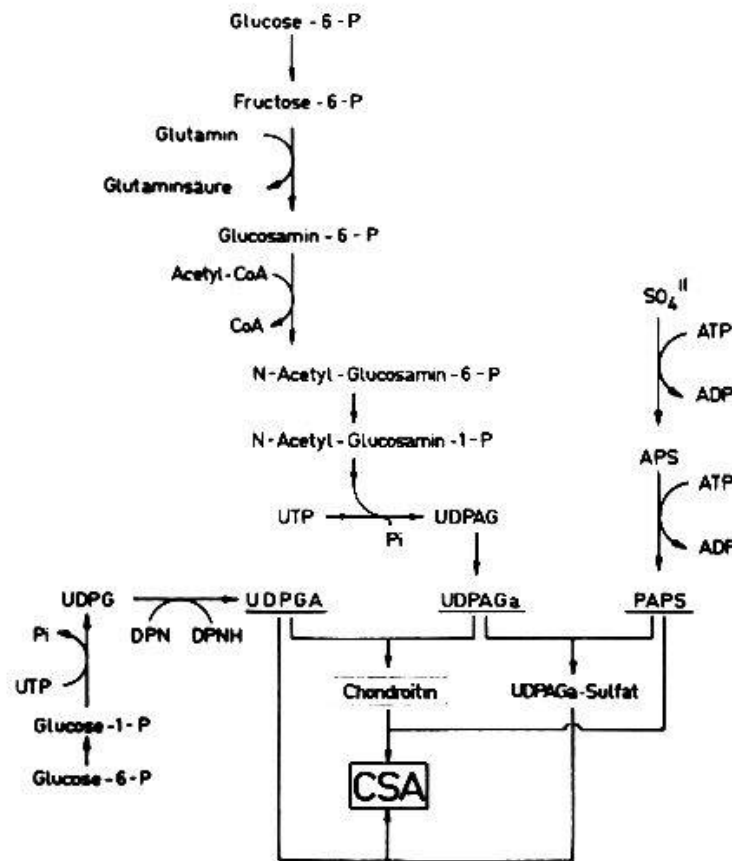 Glucose - 6 - P
Fructose - 6 - P
Glutamin
Glutaminsäure
Glucosamin - 6 - P
Acetyl-CoA
CoA
SO₄ ᴵᴵ
ATP
ADP
N-Acetyl-Glucosamin-6-P
N-Acetyl-Glucosamin-1-P
APS
ATP
ADP
UTP
UDPAG
Pi
UDPG
UDPGA
UDPAGa
PAPS
Pi
DPN
DPNH
UTP
Chondroitin
UDPAGa-Sulfat
Glucose-1-P
Glucose-6-P
CSA